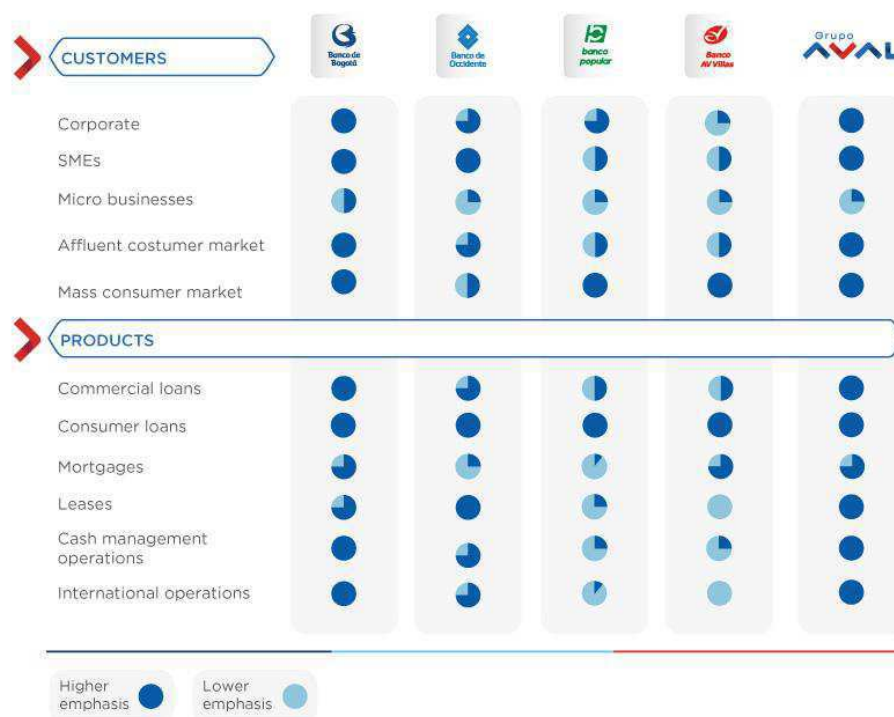 CUSTOMERS
Banco de
Bogotá
Banco de
Occidente
banco
popular
Banco
AV Villas
Grupo
AVAL
Corporate
SMEs
Micro businesses
Affluent costumer market
Mass consumer market
PRODUCTS
Commercial loans
Consumer loans
Mortgages
Leases
Cash management
operations
International operations
Higher
emphasis
Lower
emphasis